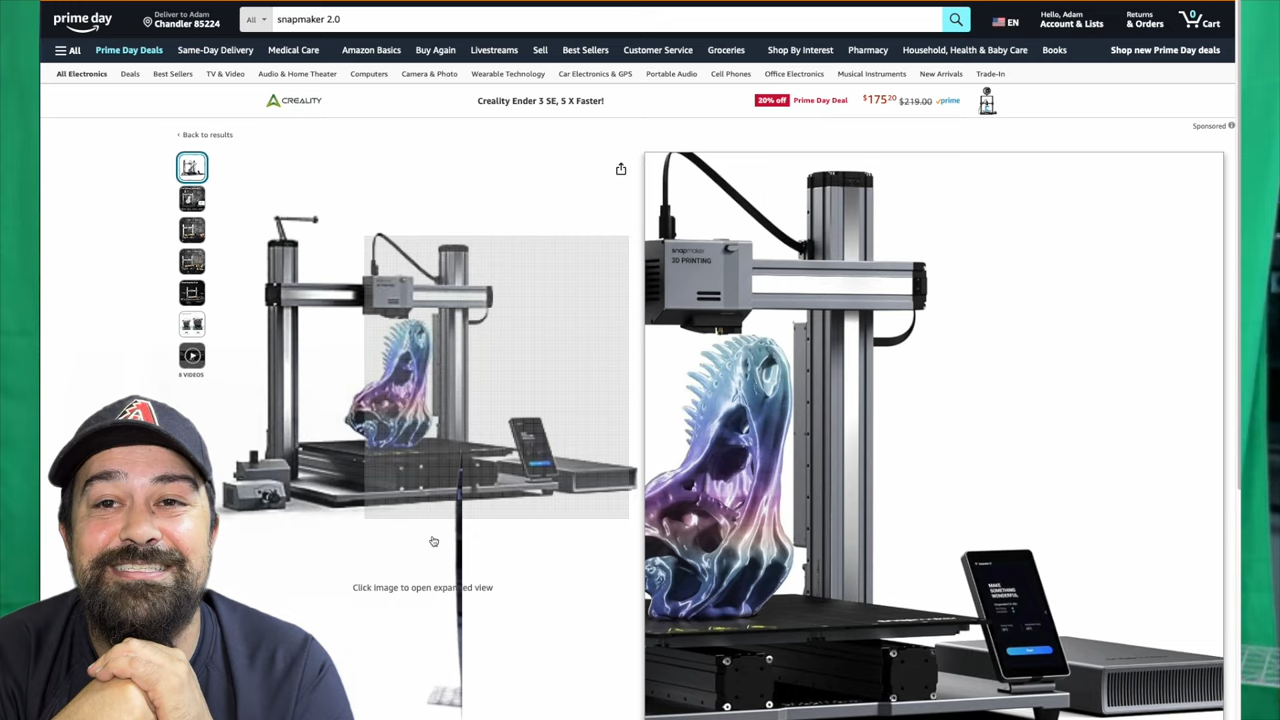 prime day
Deliver to Adam
Chandler 85224
All
snapmaker 2.0
EN
Hello, Adam
Account & Lists
Returns
& Orders
0
Cart
All
Prime Day Deals
Same-Day Delivery
Medical Care
Amazon Basics
Buy Again
Livestreams
Sell
Best Sellers
Customer Service
Groceries
Shop By Interest
Pharmacy
Household, Health & Baby Care
Books
Shop new Prime Day deals
All Electronics
Deals
Best Sellers
TV & Video
Audio & Home Theater
Computers
Camera & Photo
Wearable Technology
Car Electronics & GPS
Portable Audio
Cell Phones
Office Electronics
Musical Instruments
New Arrivals
Trade-In
CREALITY
Creality Ender 3 SE, 5 X Faster!
20% off
Prime Day Deal
$17520
$219.00
prime
Sponsored
‹ Back to results
8 VIDEOS
Click image to open expanded view
snapmaker
3D PRINTING
MAKE
SOMETHING
WONDERFUL
A